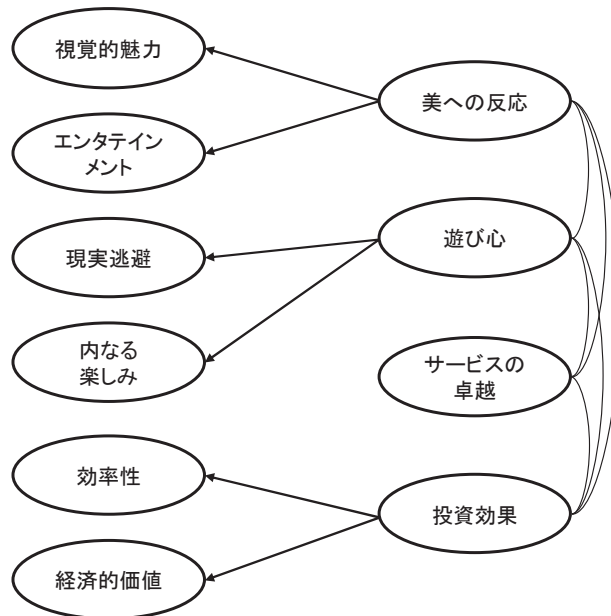 視覚的魅力
美への反応
エンタテイン
メント
遊び心
現実逃避
内なる
楽しみ
サービスの
卓越
効率性
投資効果
経済的価値